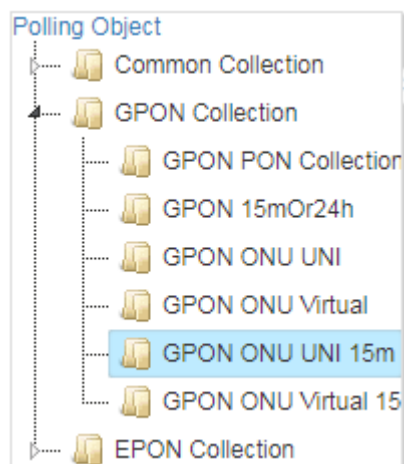 Polling Object
Common Collection
GPON Collection
GPON PON Collection
GPON 15mOr24h
GPON ONU UNI
GPON ONU Virtual
GPON ONU UNI 15m
GPON ONU Virtual 15
EPON Collection